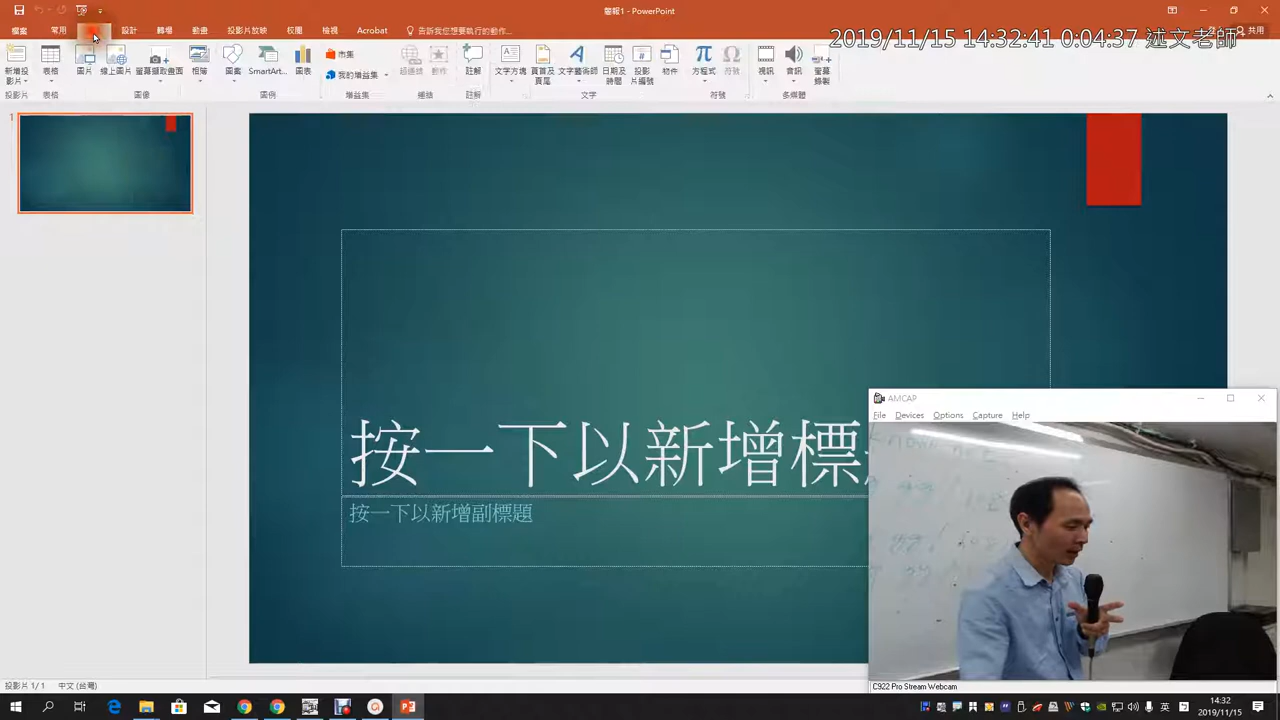 簡報1 - PowerPoint
檔案 常用 設計 轉場 動畫 投影片放映 校閱 檢視 Acrobat 告訴我您想要執行的動作... 登入 共用
2019/11/15 14:32:41 0:04:37 述文老師
新增投影片 表格 圖片 線上圖片 螢幕擷取畫面 相簿 圖案 SmartArt... 圖表 市集 我的增益集 超連結 動作 註解 文字方塊 頁首及頁尾 文字藝術師 日期及時間 投影片編號 物件 方程式 符號 視訊 音訊 螢幕錄製
投影片 表格 圖像 圖例 增益集 連結 註解 文字 符號 多媒體
1
按一下以新增標
按一下以新增副標題
AMCAP
File Devices Options Capture Help
C922 Pro Stream Webcam
投影片 1/1 中文 (台灣)
14:32
2019/11/15
英